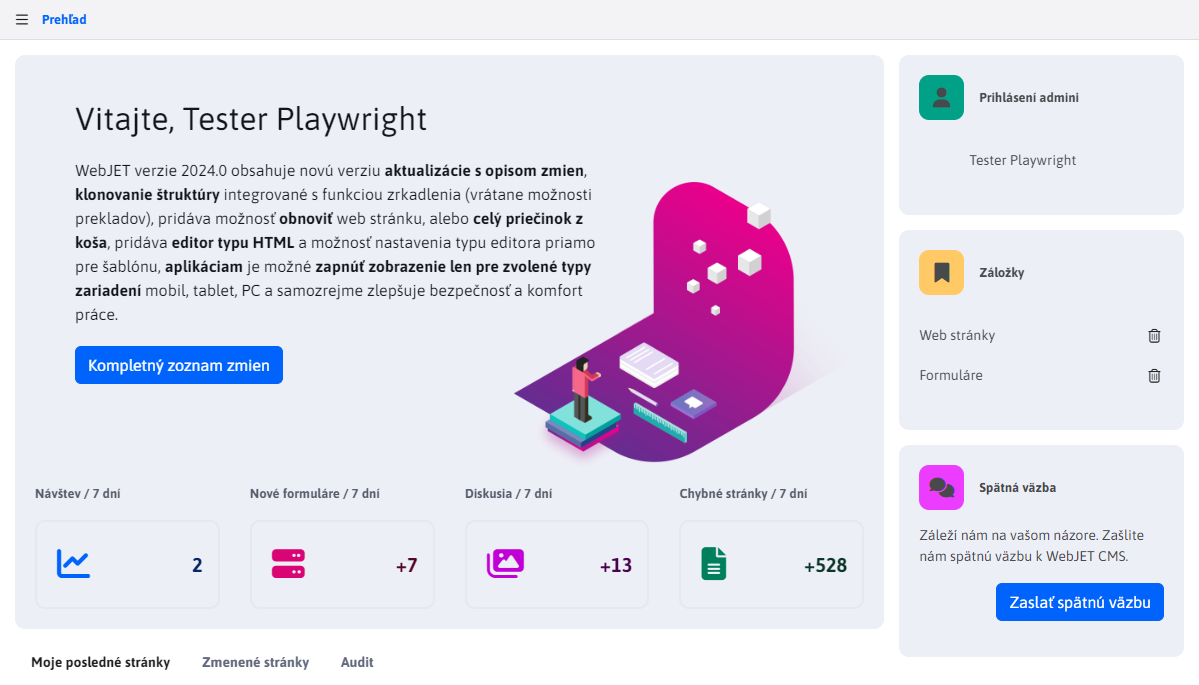 Prehľad
Vitajte, Tester Playwright
WebJET verzie 2024.0 obsahuje novú verziu aktualizácie s opisom zmien,
klonovanie štruktúry integrované s funkciou zrkadlenia (vrátane možnosti
prekladov), pridáva možnosť obnoviť web stránku, alebo celý priečinok z
koša, pridáva editor typu HTML a možnosť nastavenia typu editora priamo
pre šablónu, aplikáciam je možné zapnúť zobrazenie len pre zvolené typy
zariadení mobil, tablet, PC a samozrejme zlepšuje bezpečnosť a komfort
práce.
Kompletný zoznam zmien
Návštev / 7 dní
2
Nové formuláre / 7 dní
+7
Diskusia / 7 dní
+13
Chybné stránky / 7 dní
+528
Moje posledné stránky
Zmenené stránky
Audit
Prihlásení admini
Tester Playwright
Záložky
Web stránky
Formuláre
Spätná väzba
Záleží nám na vašom názore. Zašlite
nám spätnú väzbu k WebJET CMS.
Zaslať spätnú väzbu